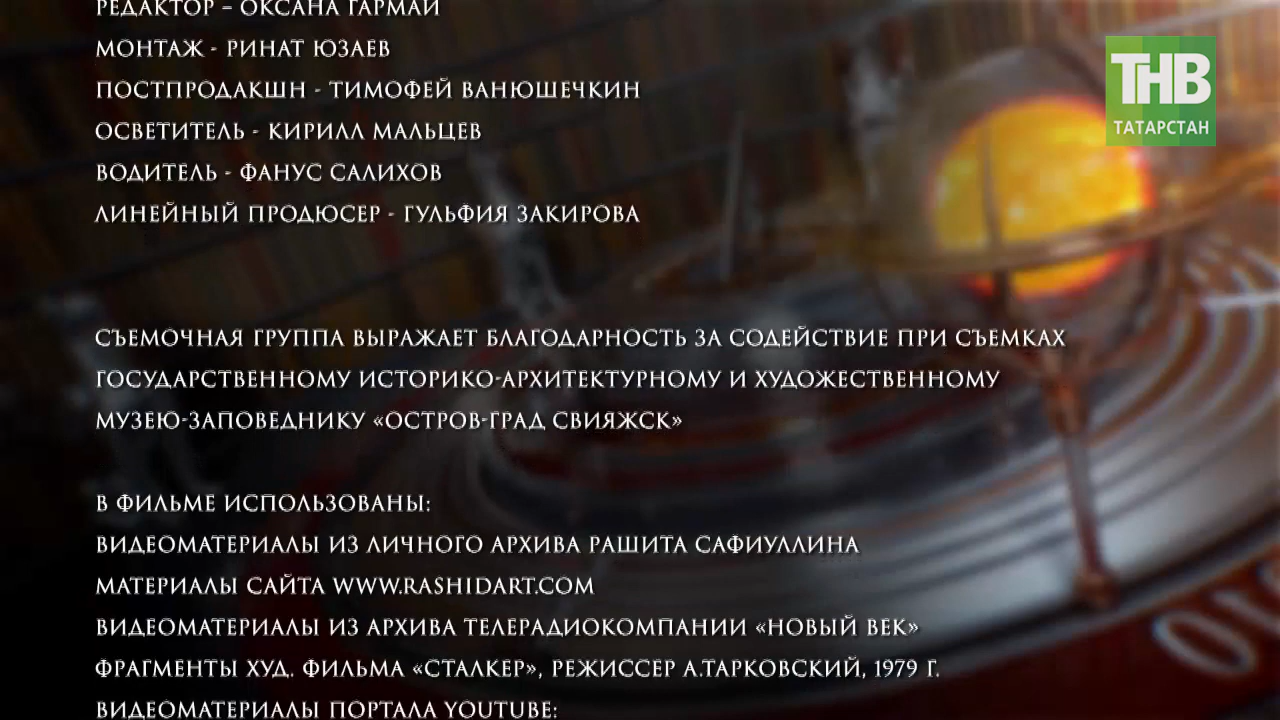 РЕДАКТОР – ОКСАНА ГАРМАЙ
МОНТАЖ - РИНАТ ЮЗАЕВ
ПОСТПРОДАКШН - ТИМОФЕЙ ВАНЮШЕЧКИН
ОСВЕТИТЕЛЬ - КИРИЛЛ МАЛЬЦЕВ
ВОДИТЕЛЬ - ФАНУС САЛИХОВ
ЛИНЕЙНЫЙ ПРОДЮСЕР - ГУЛЬФИЯ ЗАКИРОВА
ТНВ
ТАТАРСТАН
СЪЕМОЧНАЯ ГРУППА ВЫРАЖАЕТ БЛАГОДАРНОСТЬ ЗА СОДЕЙСТВИЕ ПРИ СЪЕМКАХ
ГОСУДАРСТВЕННОМУ ИСТОРИКО-АРХИТЕКТУРНОМУ И ХУДОЖЕСТВЕННОМУ
МУЗЕЮ-ЗАПОВЕДНИКУ «ОСТРОВ-ГРАД СВИЯЖСК»
В ФИЛЬМЕ ИСПОЛЬЗОВАНЫ:
ВИДЕОМАТЕРИАЛЫ ИЗ ЛИЧНОГО АРХИВА РАШИТА САФИУЛЛИНА
МАТЕРИАЛЫ САЙТА WWW.RASHIDART.COM
ВИДЕОМАТЕРИАЛЫ ИЗ АРХИВА ТЕЛЕРАДИОКОМПАНИИ «НОВЫЙ ВЕК»
ФРАГМЕНТЫ ХУД. ФИЛЬМА «СТАЛКЕР», РЕЖИССЕР А.ТАРКОВСКИЙ, 1979 Г.
ВИДЕОМАТЕРИАЛЫ ПОРТАЛА YOUTUBE: